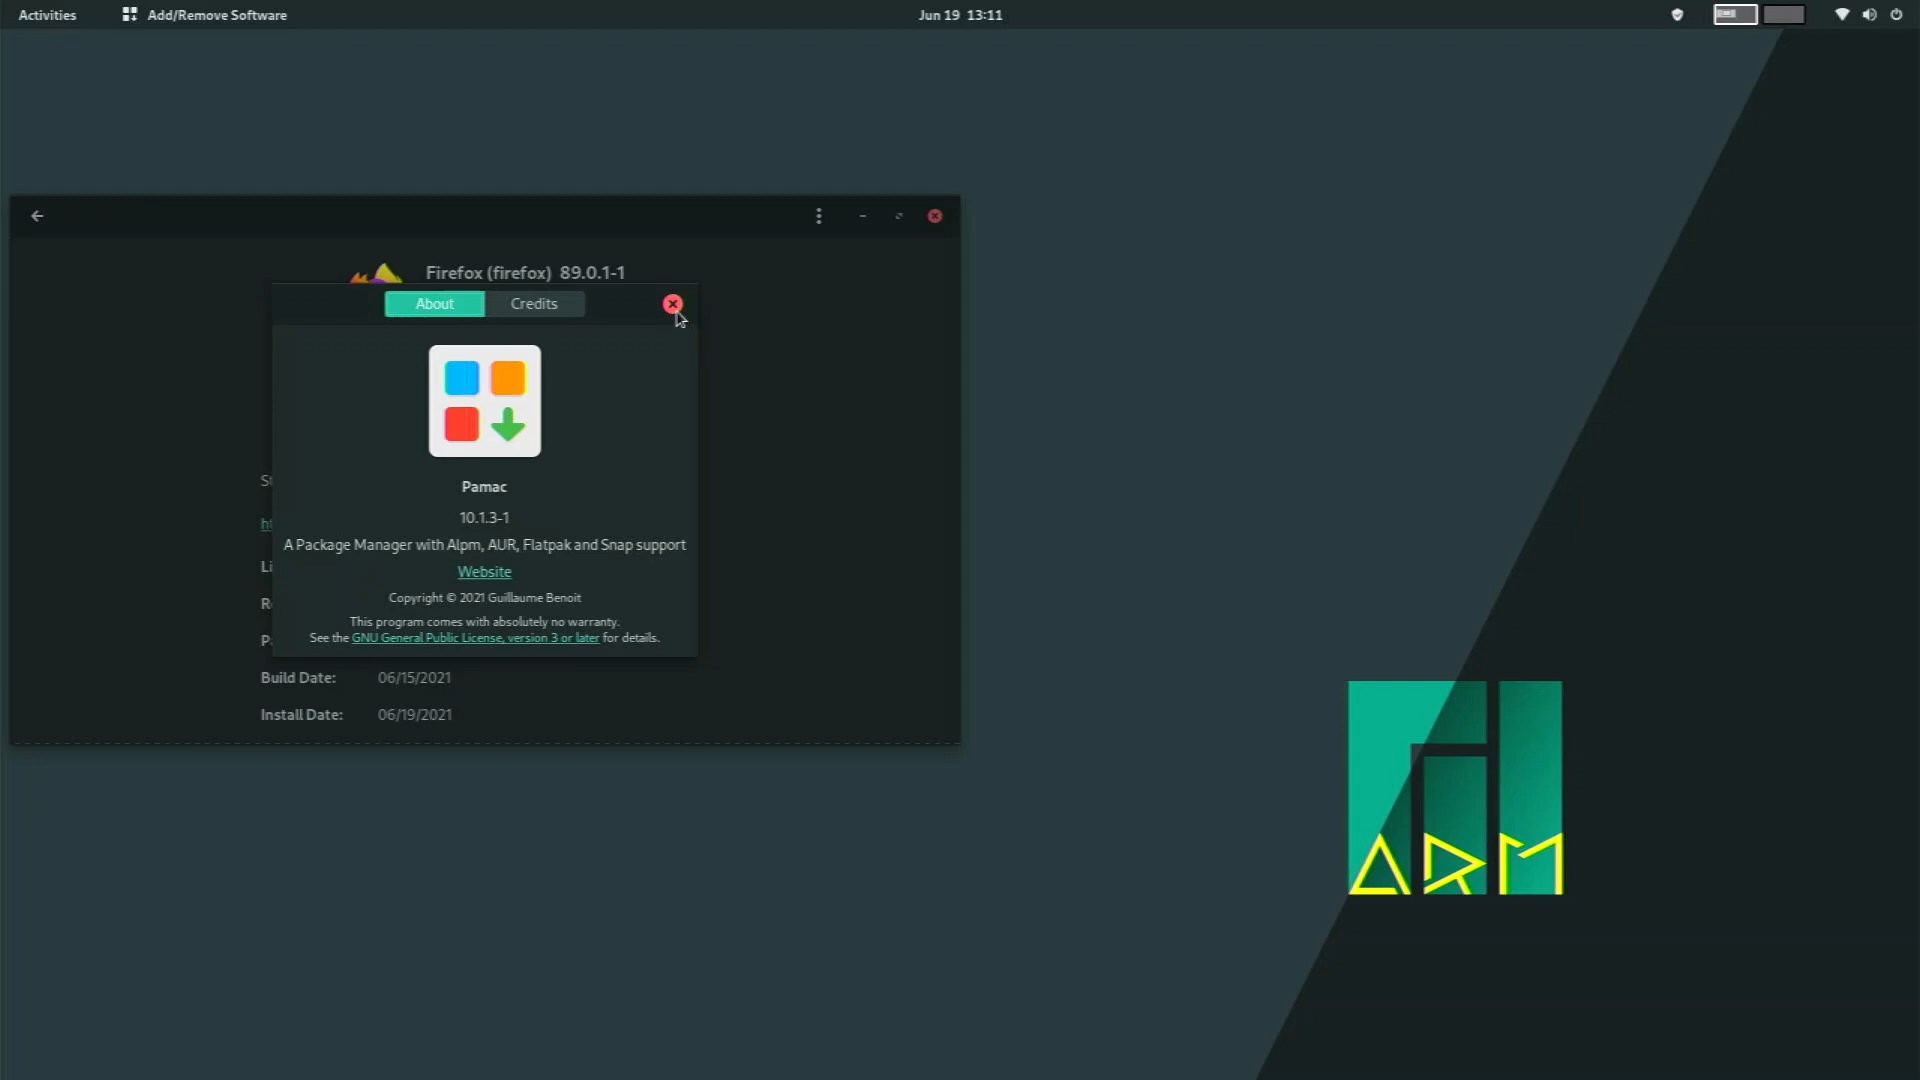 Activities
Add/Remove Software
Jun 19 13:11
Firefox (firefox) 89.0.1-1
About
Credits
Pamac
10.1.3-1
A Package Manager with Alpm, AUR, Flatpak and Snap support
Website
Copyright © 2021 Guillaume Benoit
This program comes with absolutely no warranty.
See the GNU General Public License, version 3 or later for details.
Build Date: 06/15/2021
Install Date: 06/19/2021
ARM